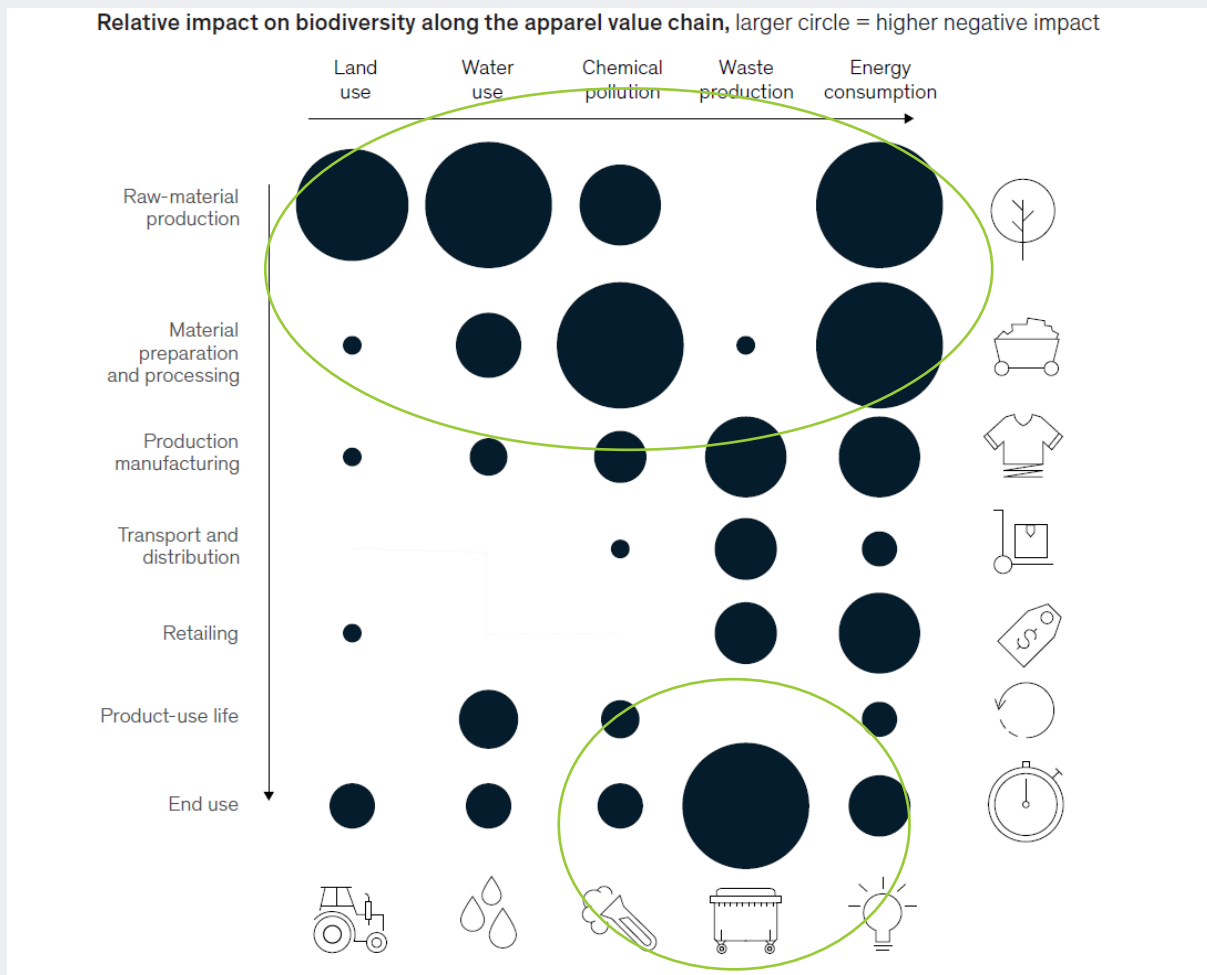 Relative impact on biodiversity along the apparel value chain, larger circle = higher negative impact
Land
use
Water
use
Chemical
pollution
Waste
production
Energy
consumption
Raw-material
production
Material
preparation
and processing
Production
manufacturing
Transport and
distribution
Retailing
$
Product-use life
End use